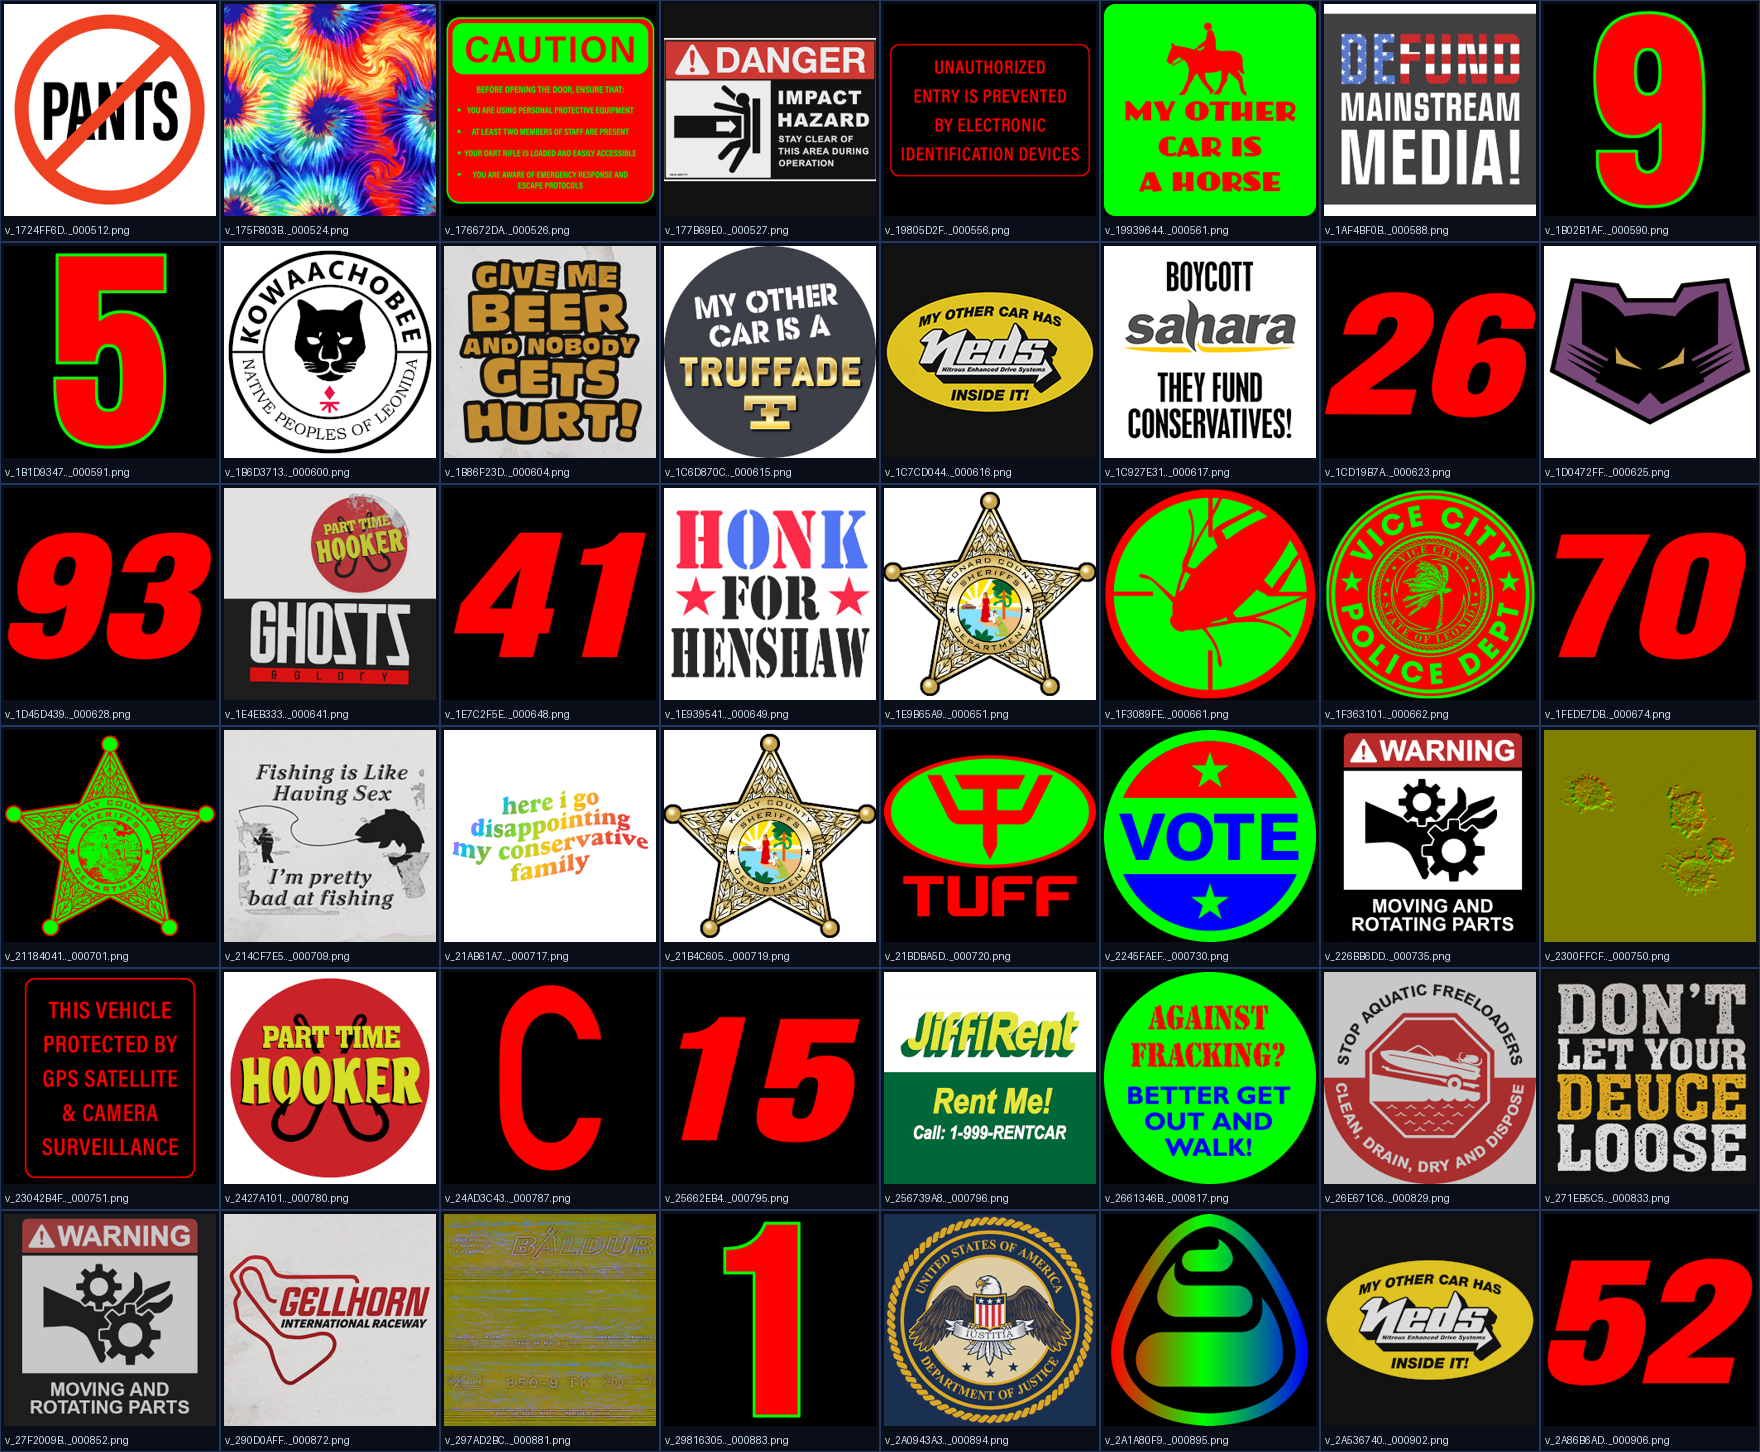 PANTS
v_1724FF6D.._000512.png
v_175F803B.._000524.png
CAUTION
BEFORE OPENING THE DOOR, ENSURE THAT:
• YOU ARE USING PERSONAL PROTECTIVE EQUIPMENT
• AT LEAST TWO MEMBERS OF STAFF ARE PRESENT
• YOUR DART RIFLE IS LOADED AND EASILY ACCESSIBLE
• YOU ARE AWARE OF EMERGENCY RESPONSE AND
ESCAPE PROTOCOLS
v_176672DA.._000526.png
DANGER
IMPACT
HAZARD
STAY CLEAR OF
THIS AREA DURING
OPERATION
v_177B69E0.._000527.png
UNAUTHORIZED
ENTRY IS PREVENTED
BY ELECTRONIC
IDENTIFICATION DEVICES
v_19805D2F.._000556.png
MY OTHER
CAR IS
A HORSE
v_19939644.._000561.png
DEFUND
MAINSTREAM
MEDIA!
v_1AF4BF0B.._000588.png
9
v_1B02B1AF.._000590.png
5
v_1B1D9347.._000591.png
KOWAACHOBEE
NATIVE PEOPLES OF LEONIDA
v_1B6D3713.._000600.png
GIVE ME
BEER
AND NOBODY
GETS
HURT!
v_1B86F23D.._000604.png
MY OTHER
CAR IS A
TRUFFADE
v_1C6D870C.._000615.png
MY OTHER CAR HAS
Neds
Nitrous Enhanced Drive Systems
INSIDE IT!
v_1C7CD044.._000616.png
BOYCOTT
sahara
THEY FUND
CONSERVATIVES!
v_1C927E31.._000617.png
26
v_1CD19B7A.._000623.png
v_1D0472FF.._000625.png
93
v_1D45D439.._000628.png
PART TIME
HOOKER
GHOSTS
& GLORY
v_1E4EB333.._000641.png
41
v_1E7C2F5E.._000648.png
HONK
FOR
HENSHAW
v_1E939541.._000649.png
LEONARD COUNTY
SHERIFFS
DEPARTMENT
v_1E9B65A9.._000651.png
v_1F3089FE.._000661.png
VICE CITY
VICE CITY
STATE OF LEONIDA
POLICE DEPT
v_1F363101.._000662.png
70
v_1FEDE7DB.._000674.png
KELLY COUNTY
SHERIFFS
DEPARTMENT
v_21184041.._000701.png
Fishing is Like
Having Sex
I'm pretty
bad at fishing
v_214CF7E5.._000709.png
here i go
disappointing
my conservative
family
v_21AB61A7.._000717.png
KELLY COUNTY
SHERIFFS
DEPARTMENT
v_21B4C605.._000719.png
TUFF
v_21BDBA5D.._000720.png
VOTE
v_2245FAEF.._000730.png
WARNING
MOVING AND
ROTATING PARTS
v_226BB6DD.._000735.png
v_2300FFCF.._000750.png
THIS VEHICLE
PROTECTED BY
GPS SATELLITE
& CAMERA
SURVEILLANCE
v_23042B4F.._000751.png
PART TIME
HOOKER
v_2427A101.._000780.png
C
v_24AD3C43.._000787.png
15
v_25662EB4.._000795.png
JiffiRent
Rent Me!
Call: 1-999-RENTCAR
v_256739A8.._000796.png
AGAINST
FRACKING?
BETTER GET
OUT AND
WALK!
v_2661346B.._000817.png
STOP AQUATIC FREELOADERS
CLEAN, DRAIN, DRY AND DISPOSE
v_26E671C6.._000829.png
DON'T
LET YOUR
DEUCE
LOOSE
v_271EB5C5.._000833.png
WARNING
MOVING AND
ROTATING PARTS
v_27F2009B.._000852.png
GELLHORN
INTERNATIONAL RACEWAY
v_290D0AFF.._000872.png
BALDUR
850-9 TK
v_297AD2BC.._000881.png
1
v_29816305.._000883.png
UNITED STATES OF AMERICA
IUSTITIA
DEPARTMENT OF JUSTICE
v_2A0943A3.._000894.png
v_2A1A80F9.._000895.png
MY OTHER CAR HAS
Neds
Nitrous Enhanced Drive Systems
INSIDE IT!
v_2A536740.._000902.png
52
v_2A86B6AD.._000906.png